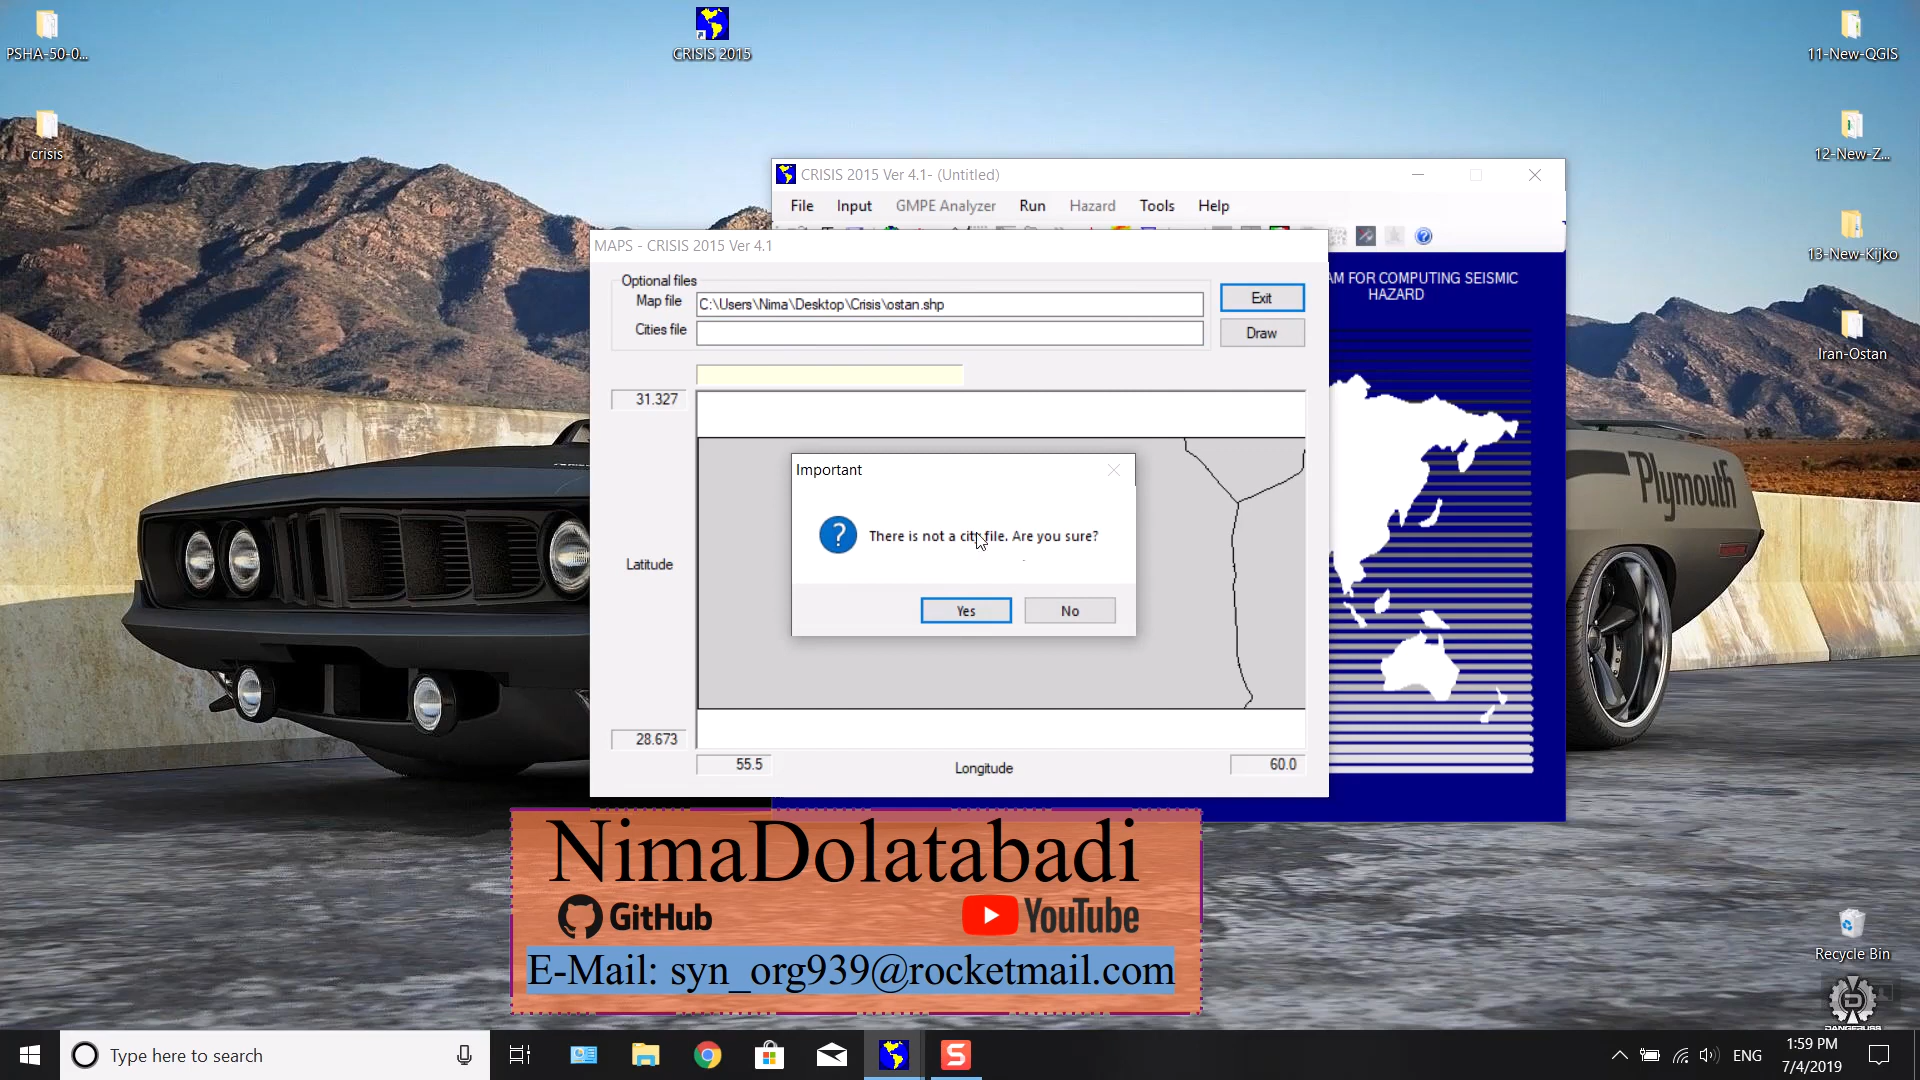 PSHA-50-0...
CRISIS 2015
11-New-QGIS
crisis
12-New-Z...
13-New-Kijko
Iran-Ostan
CRISIS 2015 Ver 4.1- (Untitled)
File Input GMPE Analyzer Run Hazard Tools Help
MAPS - CRISIS 2015 Ver 4.1
AM FOR COMPUTING SEISMIC
HAZARD
Optional files
Map file C:\Users\Nima\Desktop\Crisis\ostan.shp
Exit
Cities file
Draw
31.327
Important
There is not a city file. Are you sure?
Yes No
Latitude
28.673
55.5 Longitude 60.0
Plymouth
NimaDolatabadi
GitHub YouTube
E-Mail: syn_org939@rocketmail.com
Recycle Bin
DANGERUSS
Type here to search
ENG
1:59 PM
7/4/2019